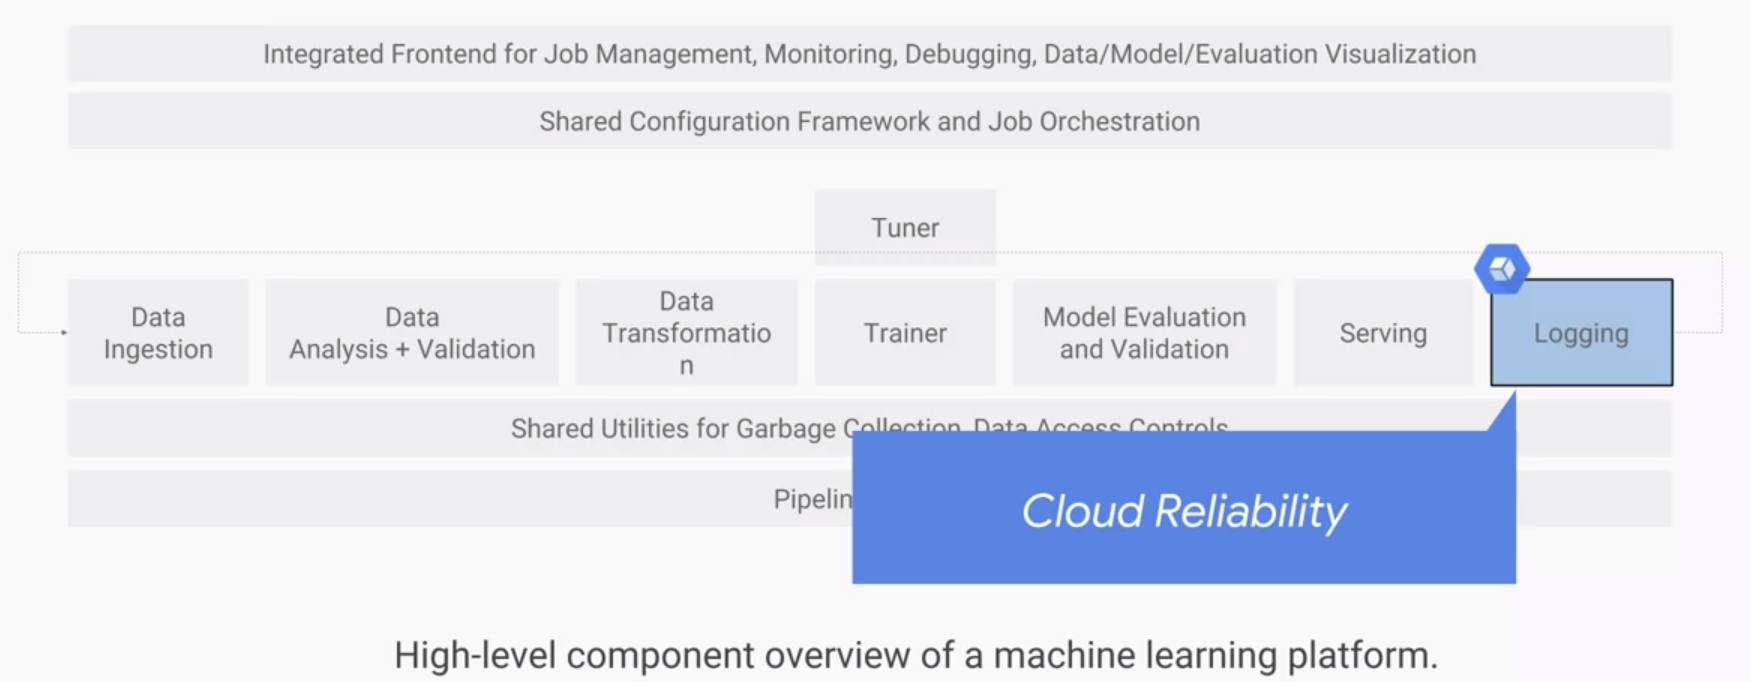 Integrated Frontend for Job Management, Monitoring, Debugging, Data/Model/Evaluation Visualization
Shared Configuration Framework and Job Orchestration
Tuner
Data
Ingestion
Data
Analysis + Validation
Data
Transformatio
n
Trainer
Model Evaluation
and Validation
Serving
Logging
Shared Utilities for Garbage Collection, Data Access Controls
Pipelin
Cloud Reliability
High-level component overview of a machine learning platform.